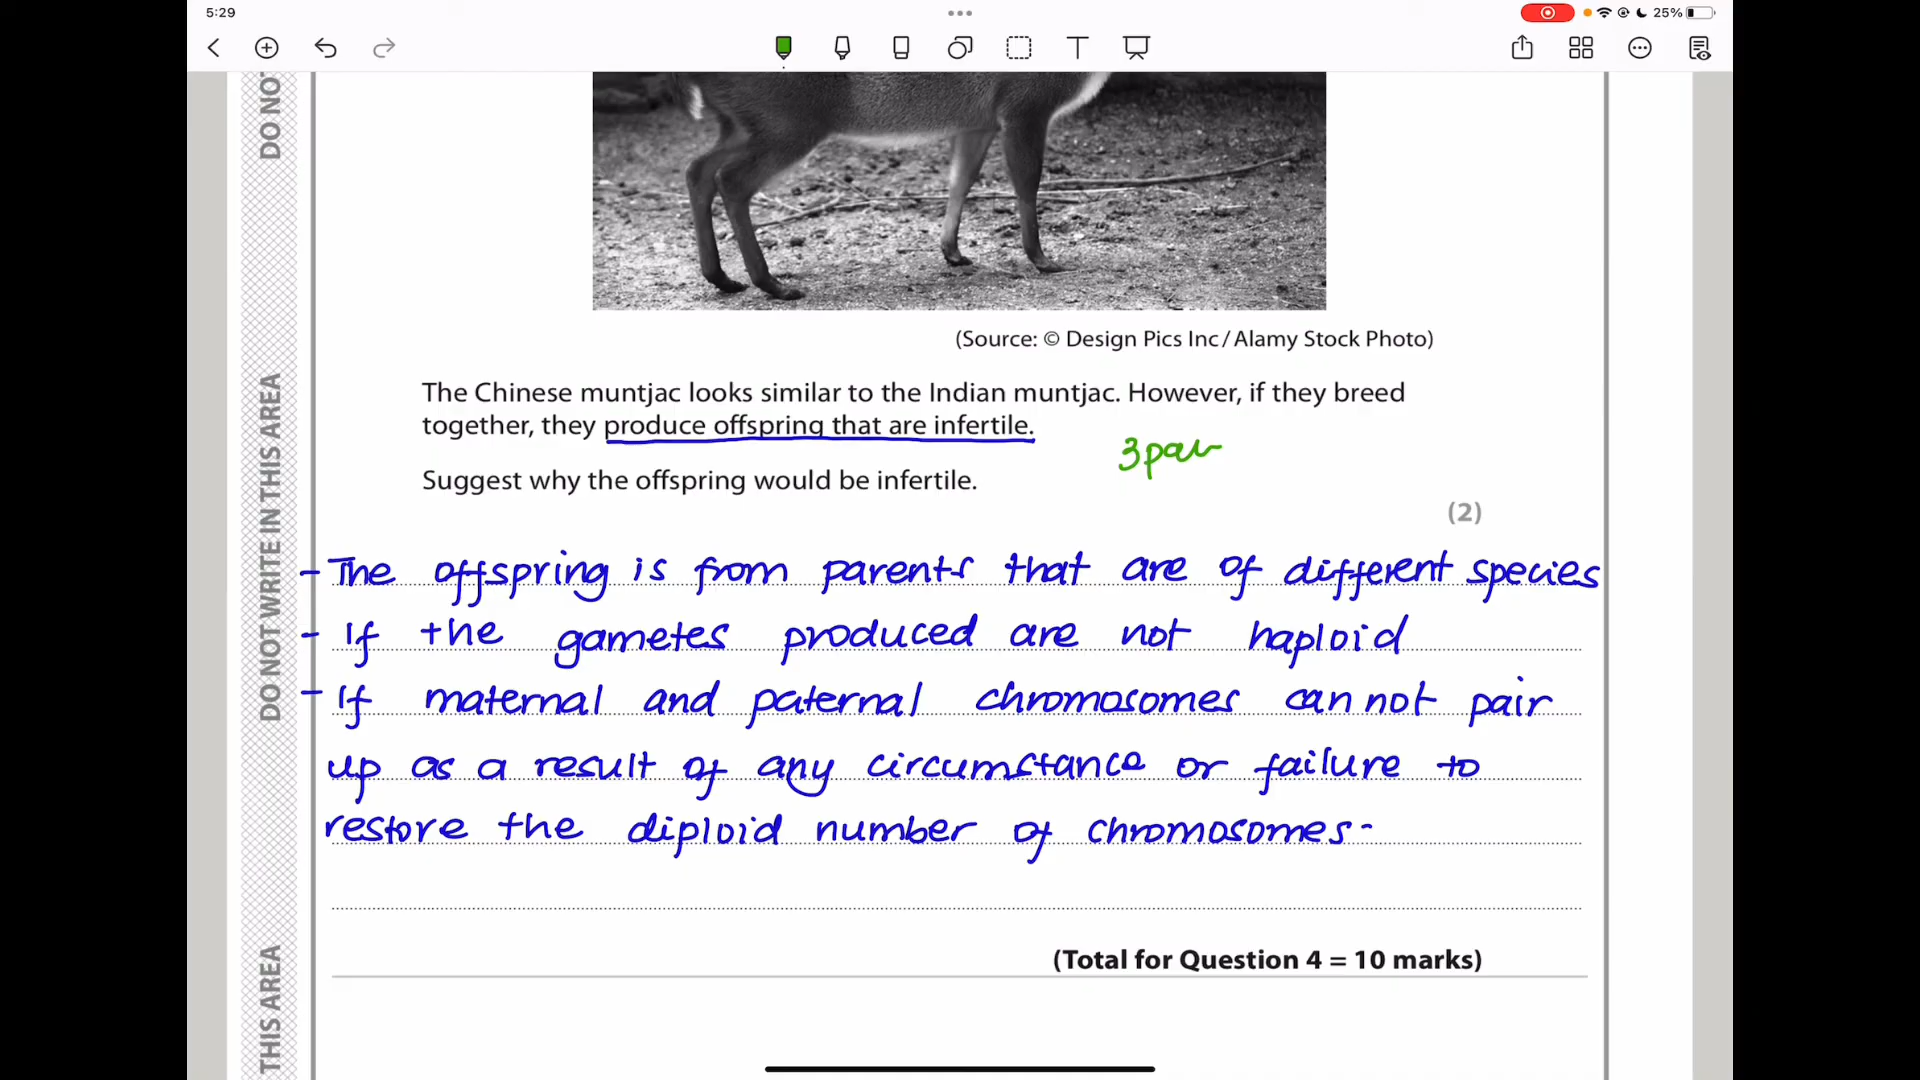 5:29
25%
DO NOT
(Source: © Design Pics Inc / Alamy Stock Photo)
The Chinese muntjac looks similar to the Indian muntjac. However, if they breed
together, they produce offspring that are infertile.
3 pair
Suggest why the offspring would be infertile.
(2)
DO NOT WRITE IN THIS AREA
- The offspring is from parents that are of different species
- If the gametes produced are not haploid
- If maternal and paternal chromosomes can not pair
up as a result of any circumstance or failure to
restore the diploid number of chromosomes.
(Total for Question 4 = 10 marks)
THIS AREA